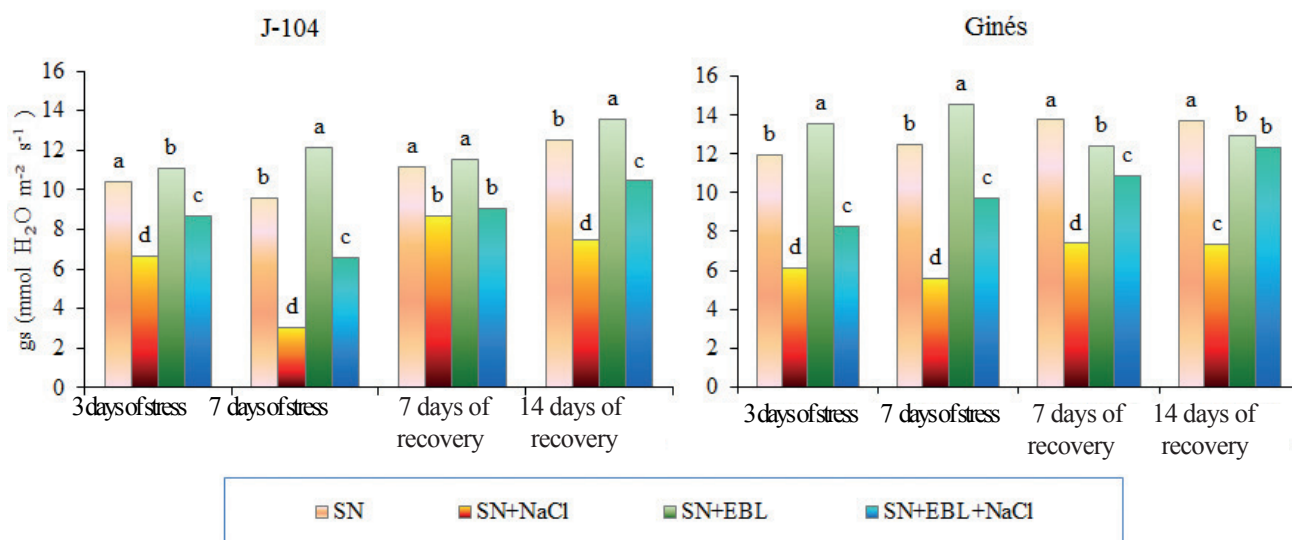 J-104
Ginés
gs (mmol H₂O m⁻² s⁻¹ )
16
14
12
10
8
6
4
2
0
a
d
b
c
b
d
a
c
a
b
a
b
b
d
a
c
3 days of stress
7 days of stress
7 days of
recovery
14 days of
recovery
16
14
12
10
8
6
4
2
0
b
d
a
c
b
d
a
c
a
d
b
c
a
c
b
b
3 days of stress
7 days of stress
7 days of
recovery
14 days of
recovery
SN
SN+NaCl
SN+EBL
SN+EBL+NaCl